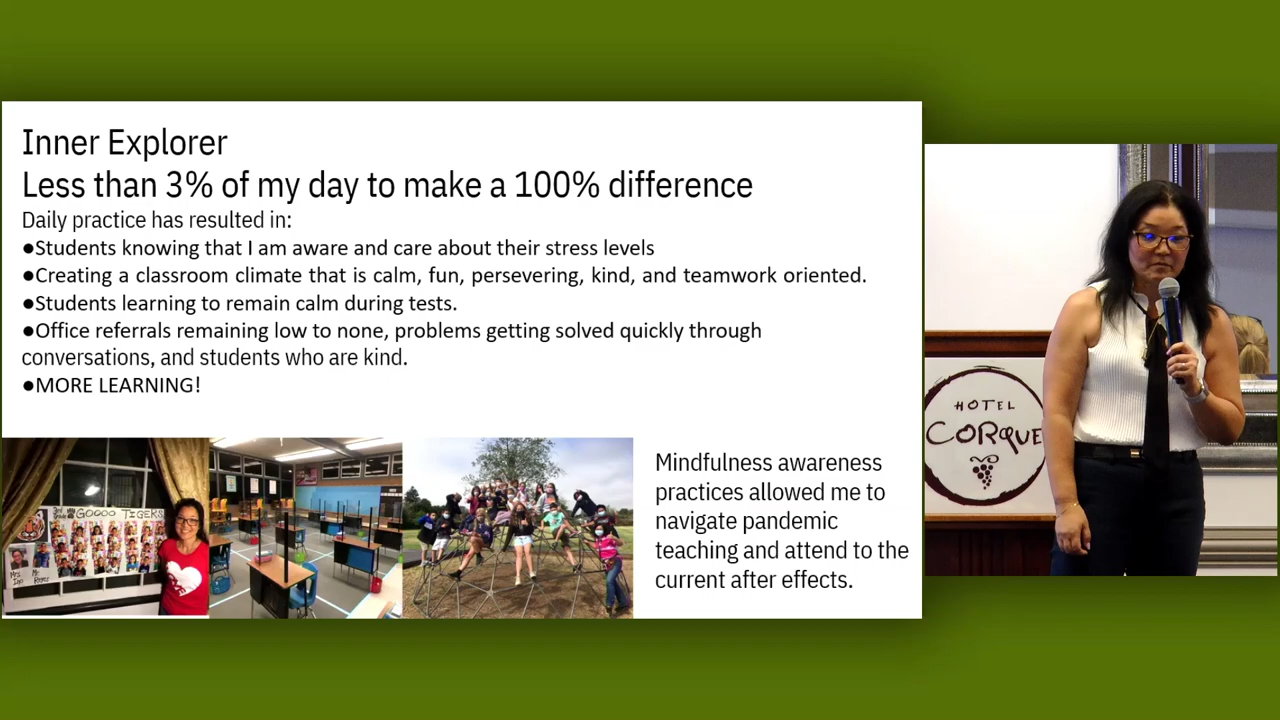 Inner Explorer
Less than 3% of my day to make a 100% difference
Daily practice has resulted in:
●Students knowing that I am aware and care about their stress levels
●Creating a classroom climate that is calm, fun, persevering, kind, and teamwork oriented.
●Students learning to remain calm during tests.
●Office referrals remaining low to none, problems getting solved quickly through
conversations, and students who are kind.
●MORE LEARNING!
Mindfulness awareness
practices allowed me to
navigate pandemic
teaching and attend to the
current after effects.
3rd Grade
GOOOO TIGERS
Mrs.
Mr.
HOTEL
CORQUE